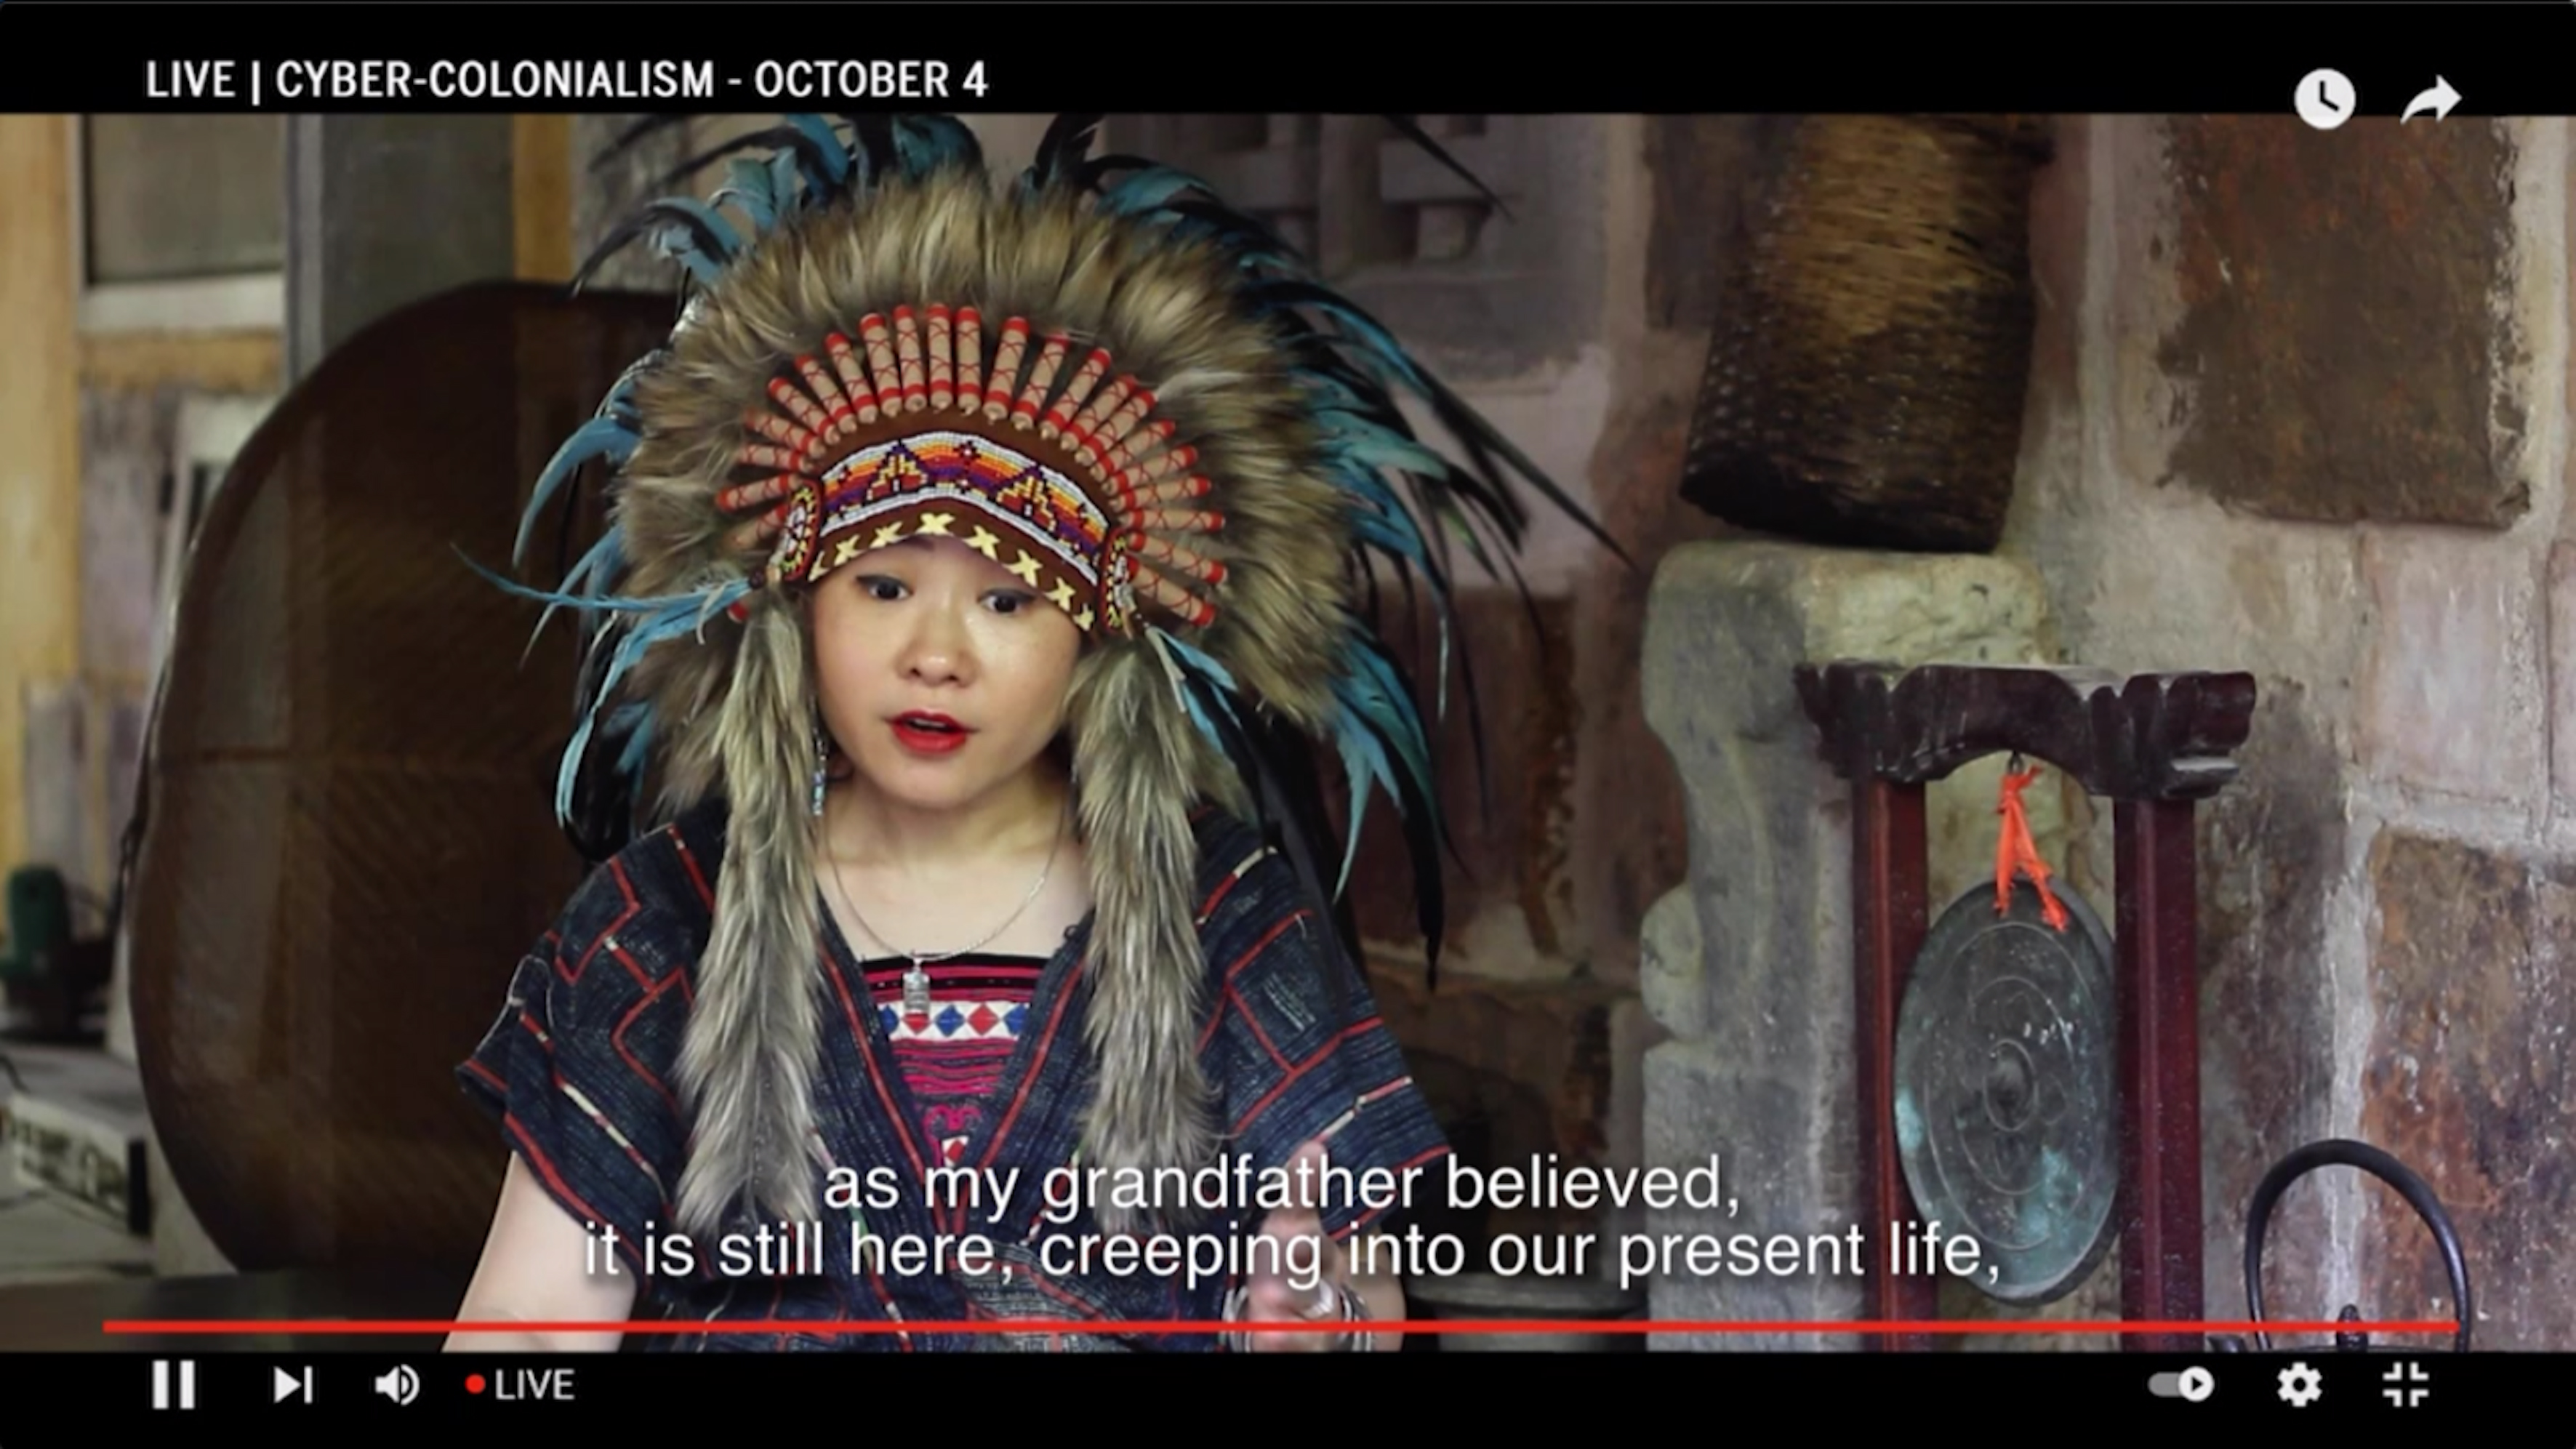 LIVE | CYBER-COLONIALISM - OCTOBER 4
as my grandfather believed,
it is still here, creeping into our present life,
LIVE